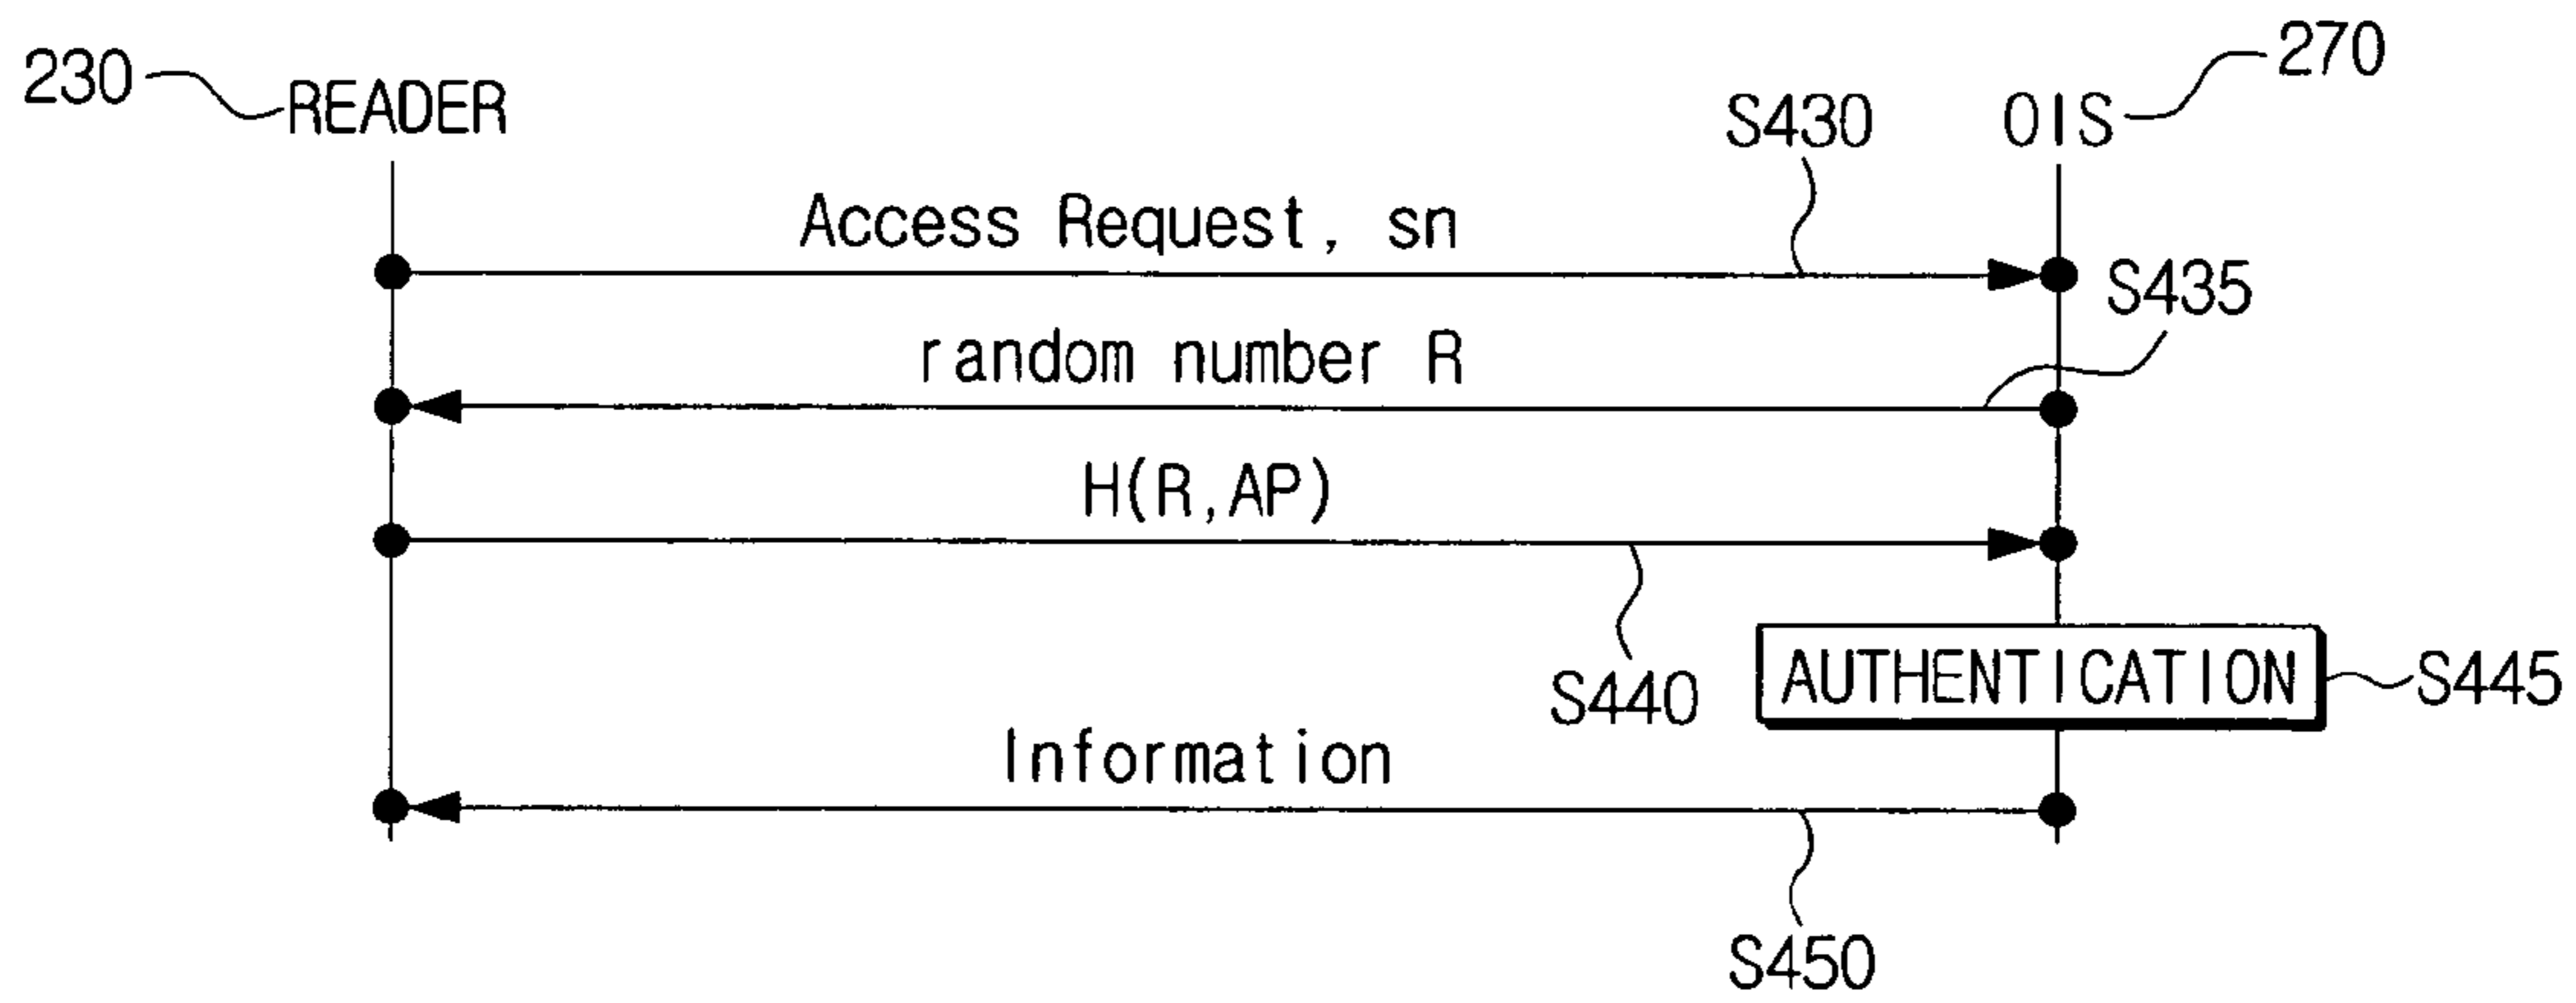 230
READER
270
OIS
S430
Access Request, sn
S435
random number R
H(R,AP)
S440
AUTHENTICATION
S445
Information
S450